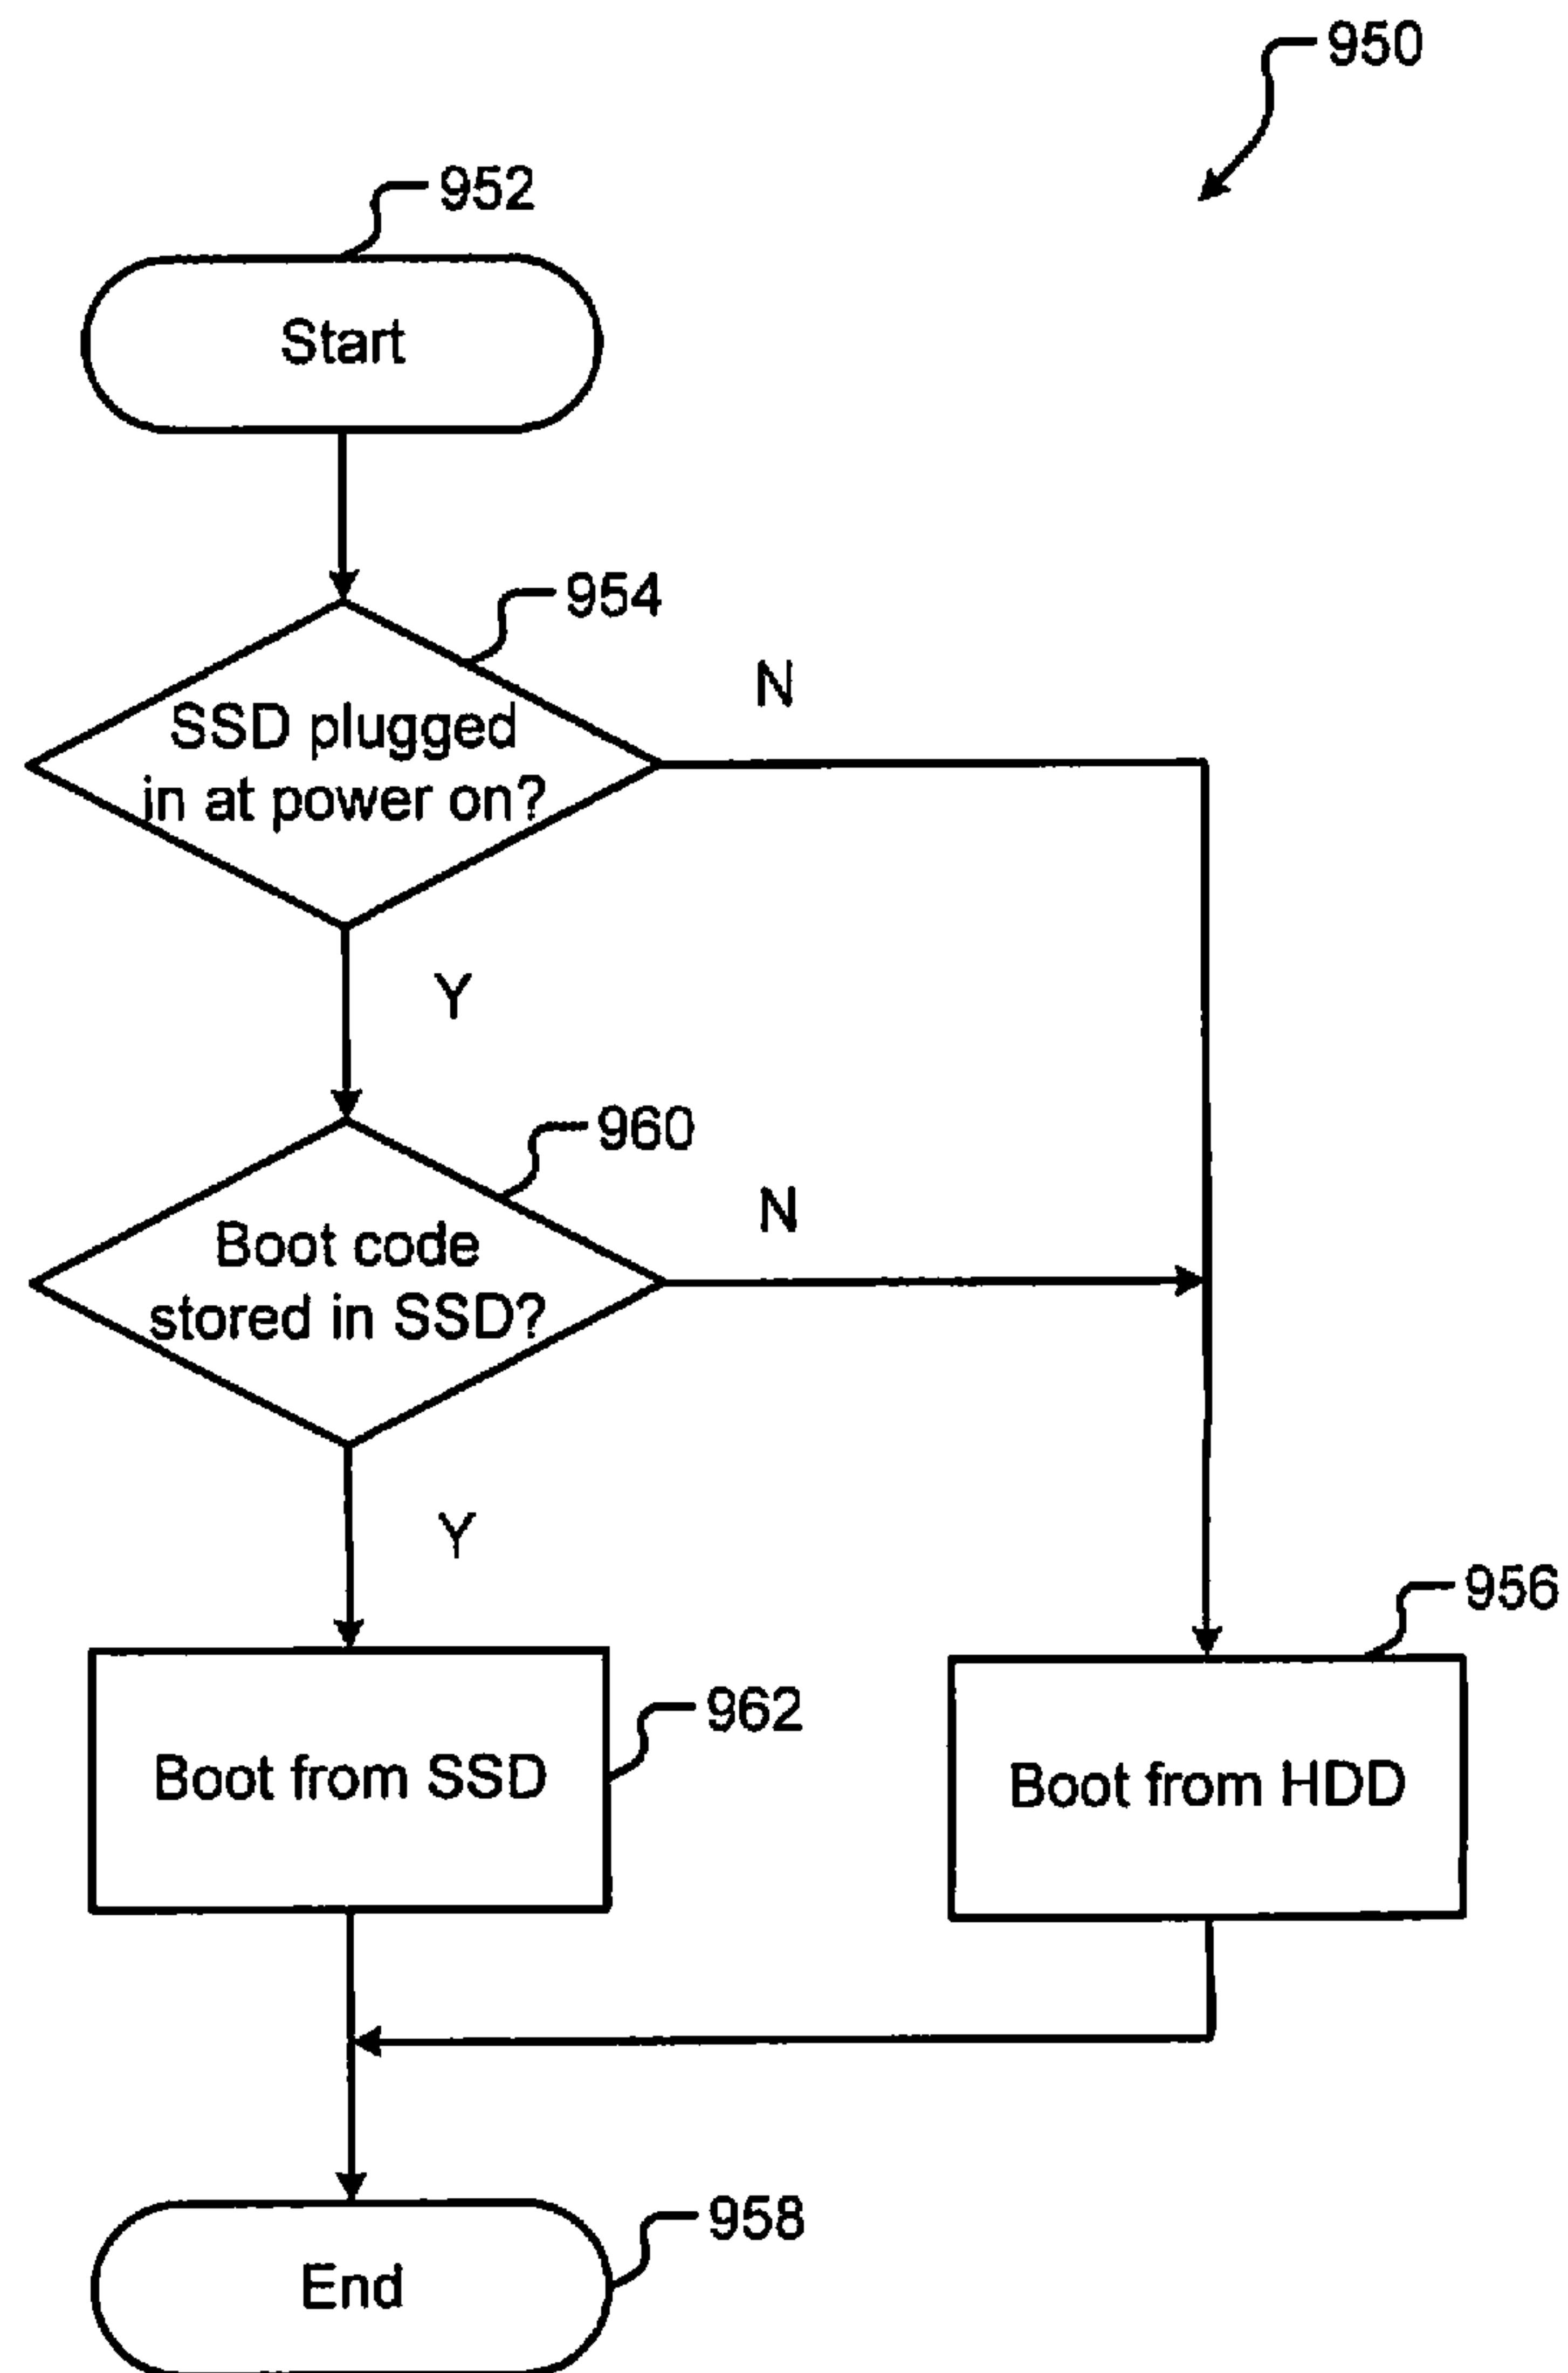 950
952
Start
954
N
SSD plugged
in at power on?
Y
960
N
Boot code
stored in SSD?
Y
956
962
Boot from SSD
Boot from HDD
958
End